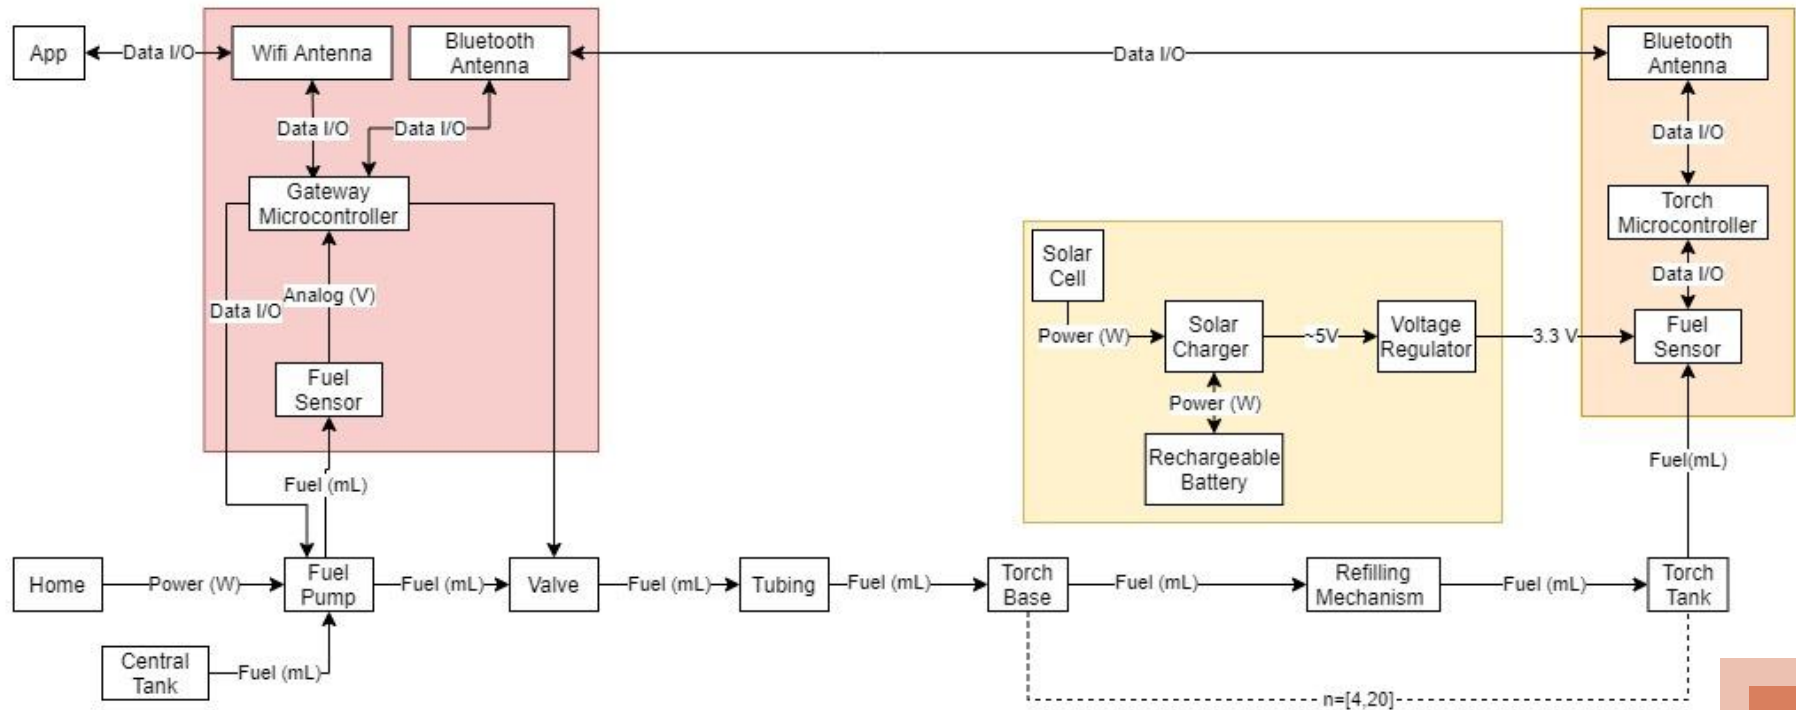 App
Data I/O
Wifi Antenna
Bluetooth
Antenna
Data I/O
Bluetooth
Antenna
Data I/O
Data I/O
Data I/O
Gateway
Microcontroller
Torch
Microcontroller
Solar
Cell
Data I/O
Analog (V)
Data I/O
Power (W)
Solar
Charger
~5V
Voltage
Regulator
3.3 V
Fuel
Sensor
Fuel
Sensor
Power (W)
Rechargeable
Battery
Fuel(mL)
Fuel (mL)
Home
Power (W)
Fuel
Pump
Fuel (mL)
Valve
Fuel (mL)
Tubing
Fuel (mL)
Torch
Base
Fuel (mL)
Refilling
Mechanism
Fuel (mL)
Torch
Tank
Central
Tank
Fuel (mL)
n=[4,20]